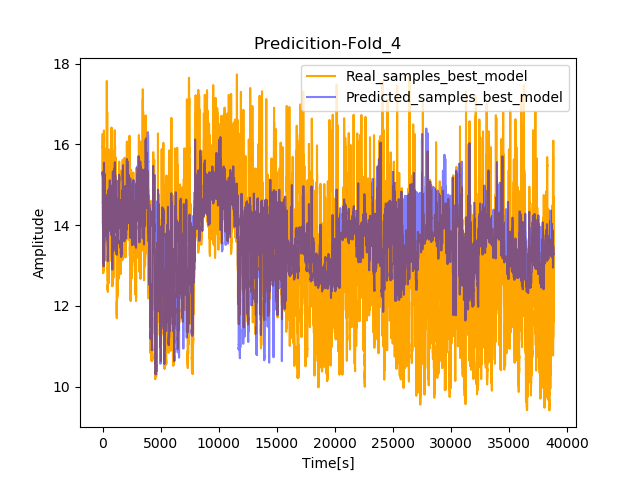 Predicition-Fold_4
Real_samples_best_model
Predicted_samples_best_model
18
16
14
12
10
Amplitude
0 5000 10000 15000 20000 25000 30000 35000 40000
Time[s]